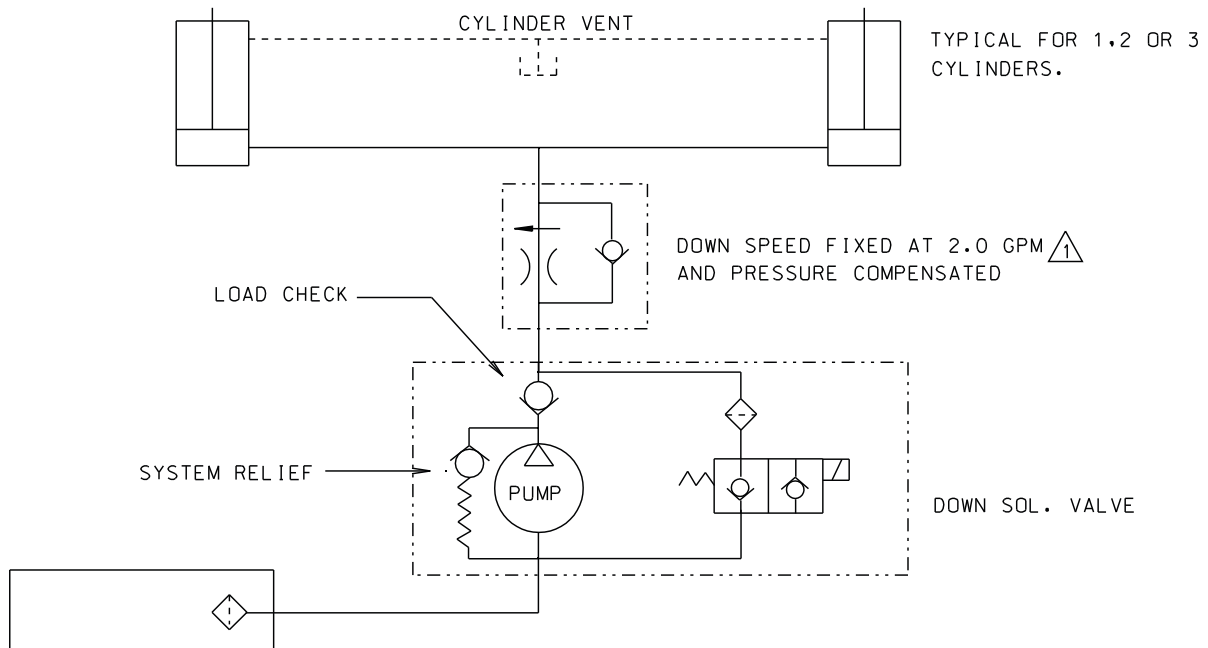 CYLINDER VENT
TYPICAL FOR 1,2 OR 3
CYLINDERS.
DOWN SPEED FIXED AT 2.0 GPM 1
AND PRESSURE COMPENSATED
LOAD CHECK
SYSTEM RELIEF
PUMP
DOWN SOL. VALVE